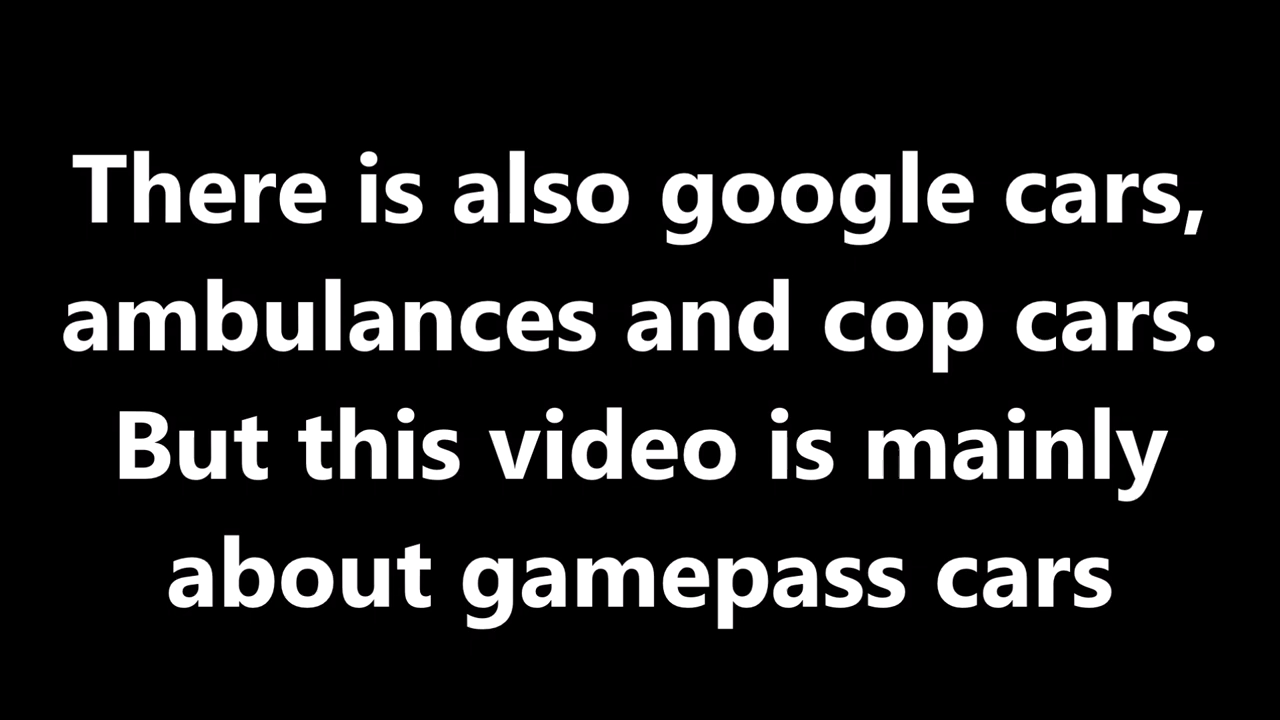 There is also google cars,
ambulances and cop cars.
But this video is mainly
about gamepass cars